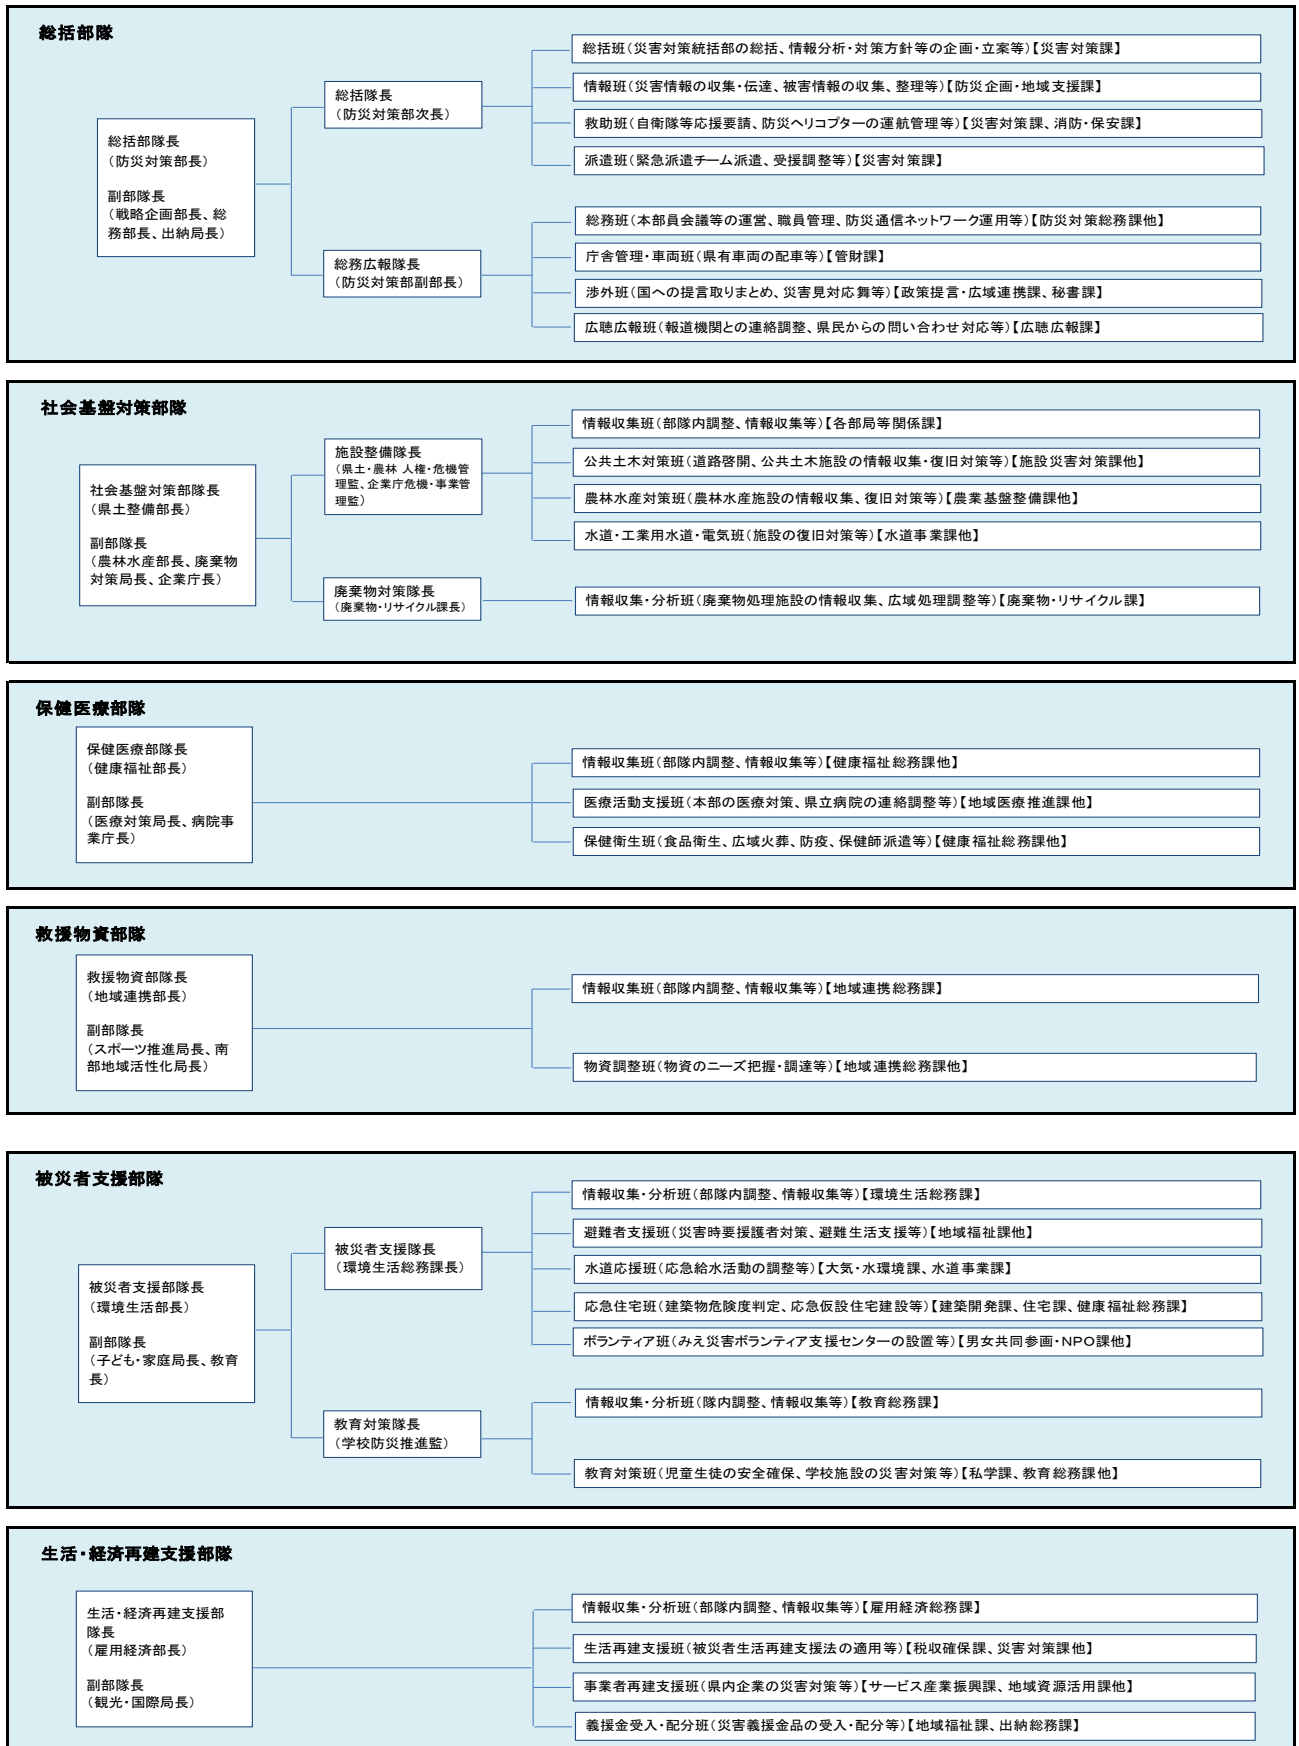 総括部隊
総括部隊長
（防災対策部長）
副部隊長
（戦略企画部長、総
務部長、出納局長）
総括隊長
（防災対策部次長）
総括班（災害対策統括部の総括、情報分析・対策方針等の企画・立案等）【災害対策課】
情報班（災害情報の収集・伝達、被害情報の収集、整理等）【防災企画・地域支援課】
救助班（自衛隊等応援要請、防災ヘリコプターの運航管理等）【災害対策課、消防・保安課】
派遣班（緊急派遣チーム派遣、受援調整等）【災害対策課】
総務広報隊長
（防災対策部副部長）
総務班（本部員会議等の運営、職員管理、防災通信ネットワーク運用等）【防災対策総務課他】
庁舎管理・車両班（県有車両の配車等）【管財課】
渉外班（国への提言取りまとめ、災害見対応舞等）【政策提言・広域連携課、秘書課】
広聴広報班（報道機関との連絡調整、県民からの問い合わせ対応等）【広聴広報課】
社会基盤対策部隊
社会基盤対策部隊長
（県土整備部長）
副部隊長
（農林水産部長、廃棄物
対策局長、企業庁長）
施設整備隊長
（県土・農林 人権・危機管
理監、企業庁危機・事業管
理監）
情報収集班（部隊内調整、情報収集等）【各部局等関係課】
公共土木対策班（道路啓開、公共土木施設の情報収集・復旧対策等）【施設災害対策課他】
農林水産対策班（農林水産施設の情報収集、復旧対策等）【農業基盤整備課他】
水道・工業用水道・電気班（施設の復旧対策等）【水道事業課他】
廃棄物対策隊長
（廃棄物・リサイクル課長）
情報収集・分析班（廃棄物処理施設の情報収集、広域処理調整等）【廃棄物・リサイクル課】
保健医療部隊
保健医療部隊長
（健康福祉部長）
副部隊長
（医療対策局長、病院事
業庁長）
情報収集班（部隊内調整、情報収集等）【健康福祉総務課他】
医療活動支援班（本部の医療対策、県立病院の連絡調整等）【地域医療推進課他】
保健衛生班（食品衛生、広域火葬、防疫、保健師派遣等）【健康福祉総務課他】
救援物資部隊
救援物資部隊長
（地域連携部長）
副部隊長
（スポーツ推進局長、南
部地域活性化局長）
情報収集班（部隊内調整、情報収集等）【地域連携総務課】
物資調整班（物資のニーズ把握・調達等）【地域連携総務課他】
被災者支援部隊
被災者支援部隊長
（環境生活部長）
副部隊長
（子ども・家庭局長、教育
長）
被災者支援隊長
（環境生活総務課長）
情報収集・分析班（部隊内調整、情報収集等）【環境生活総務課】
避難者支援班（災害時要援護者対策、避難生活支援等）【地域福祉課他】
水道応援班（応急給水活動の調整等）【大気・水環境課、水道事業課】
応急住宅班（建築物危険度判定、応急仮設住宅建設等）【建築開発課、住宅課、健康福祉総務課】
ボランティア班（みえ災害ボランティア支援センターの設置等）【男女共同参画・NPO課他】
教育対策隊長
（学校防災推進監）
情報収集・分析班（隊内調整、情報収集等）【教育総務課】
教育対策班（児童生徒の安全確保、学校施設の災害対策等）【私学課、教育総務課他】
生活・経済再建支援部隊
生活・経済再建支援部
隊長
（雇用経済部長）
副部隊長
（観光・国際局長）
情報収集・分析班（部隊内調整、情報収集等）【雇用経済総務課】
生活再建支援班（被災者生活再建支援法の適用等）【税収確保課、災害対策課他】
事業者再建支援班（県内企業の災害対策等）【サービス産業振興課、地域資源活用課他】
義援金受入・配分班（災害義援金品の受入・配分等）【地域福祉課、出納総務課】